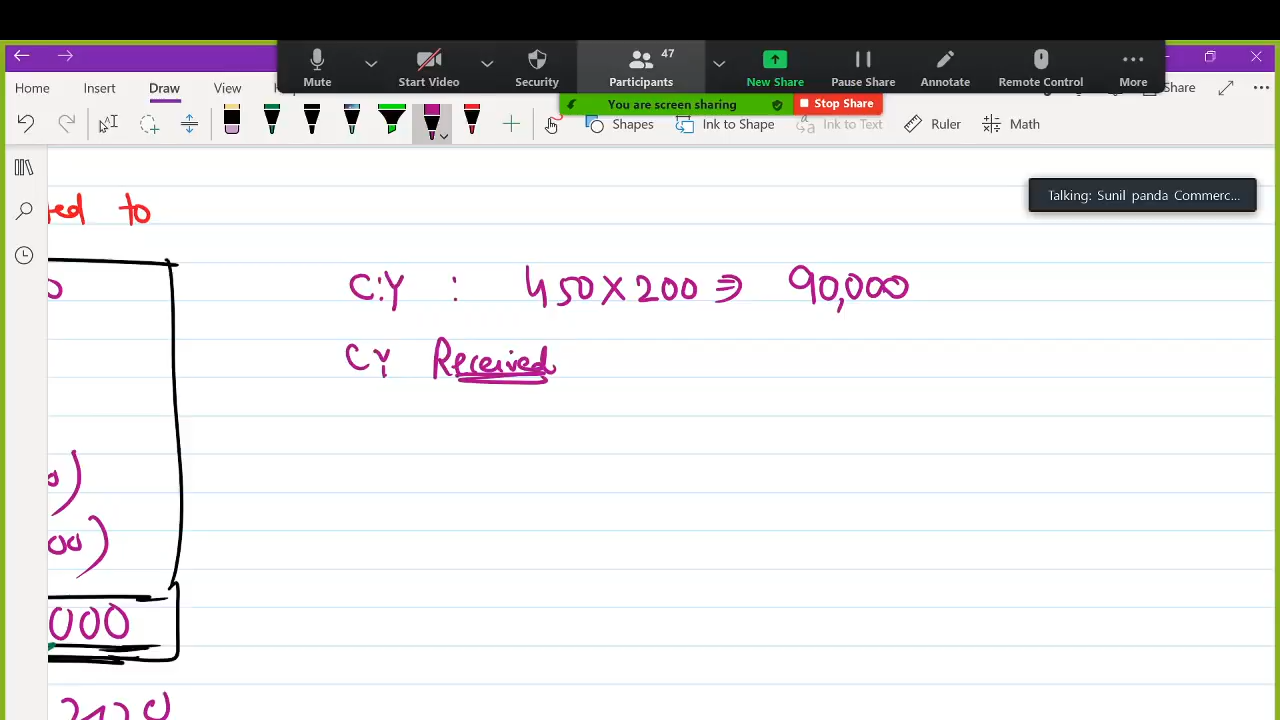 47
Mute
Start Video
Security
Participants
New Share
Pause Share
Annotate
Remote Control
More
You are screen sharing
Stop Share
Home
Insert
Draw
View
Share
Shapes
Ink to Shape
Ink to Text
Ruler
Math
Talking: Sunil panda Commerc...
to
C.Y : 450 X 200 ⇒ 90,000
CY Received
00)
000